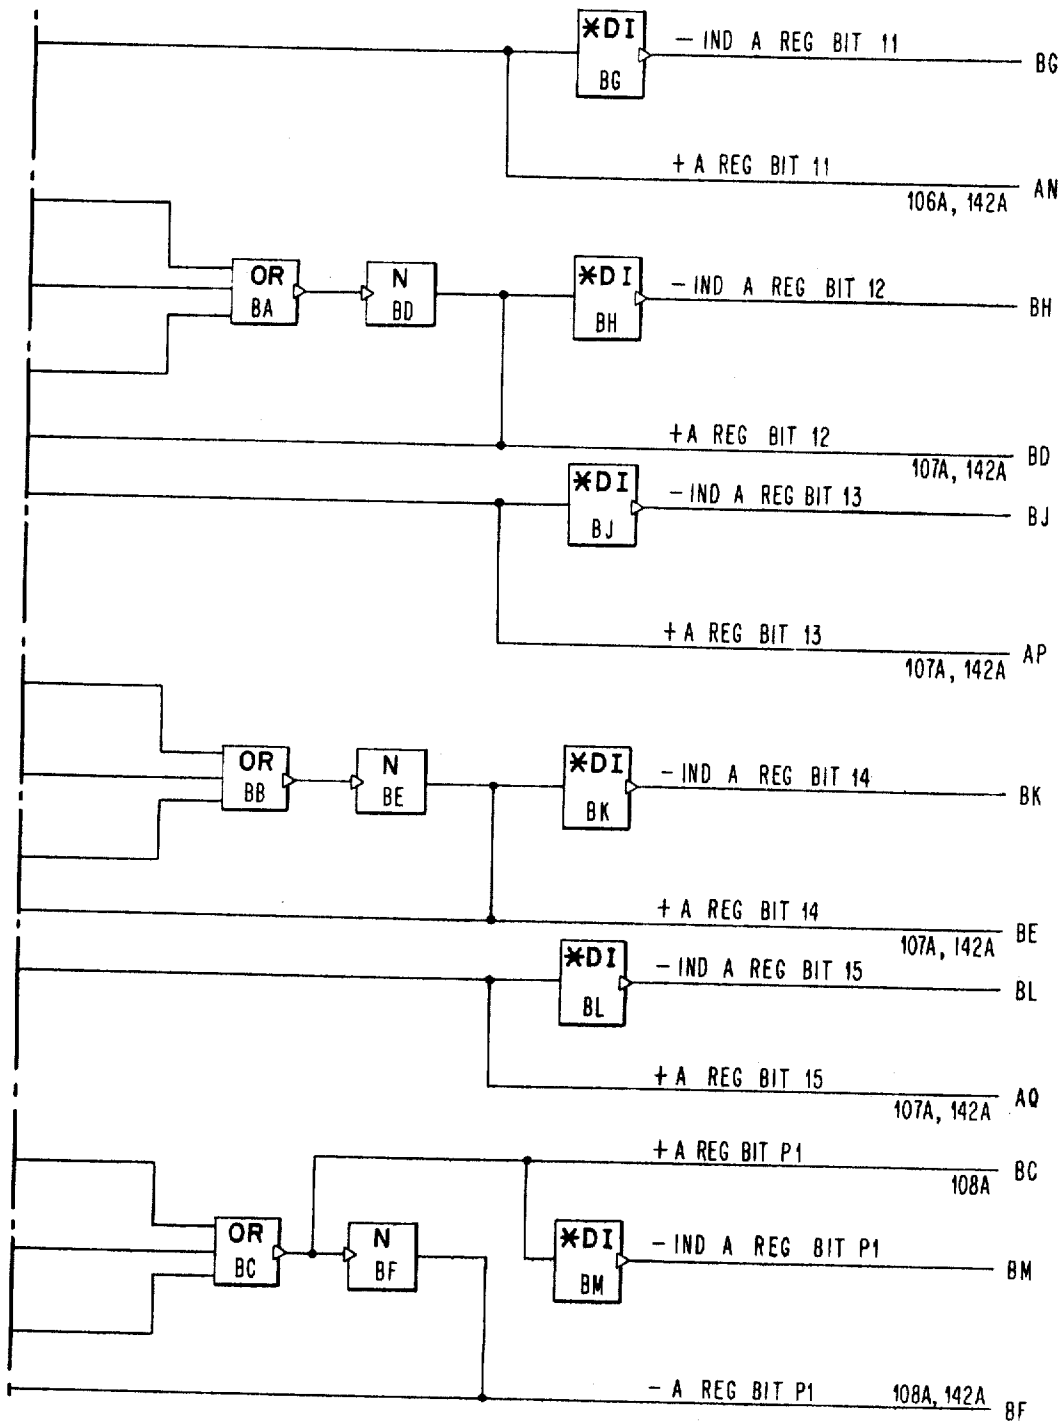 *DI
BG
- IND A REG BIT 11
BG
+ A REG BIT 11
106A, 142A
AN
OR
BA
N
BD
*DI
BH
- IND A REG BIT 12
BH
+ A REG BIT 12
107A, 142A
BD
*DI
BJ
- IND A REG BIT 13
BJ
+ A REG BIT 13
107A, 142A
AP
OR
BB
N
BE
*DI
BK
- IND A REG BIT 14
BK
+ A REG BIT 14
107A, 142A
BE
*DI
BL
- IND A REG BIT 15
BL
+ A REG BIT 15
107A, 142A
AQ
+ A REG BIT P1
108A
BC
OR
BC
N
BF
*DI
BM
- IND A REG BIT P1
BM
- A REG BIT P1
108A, 142A
BF